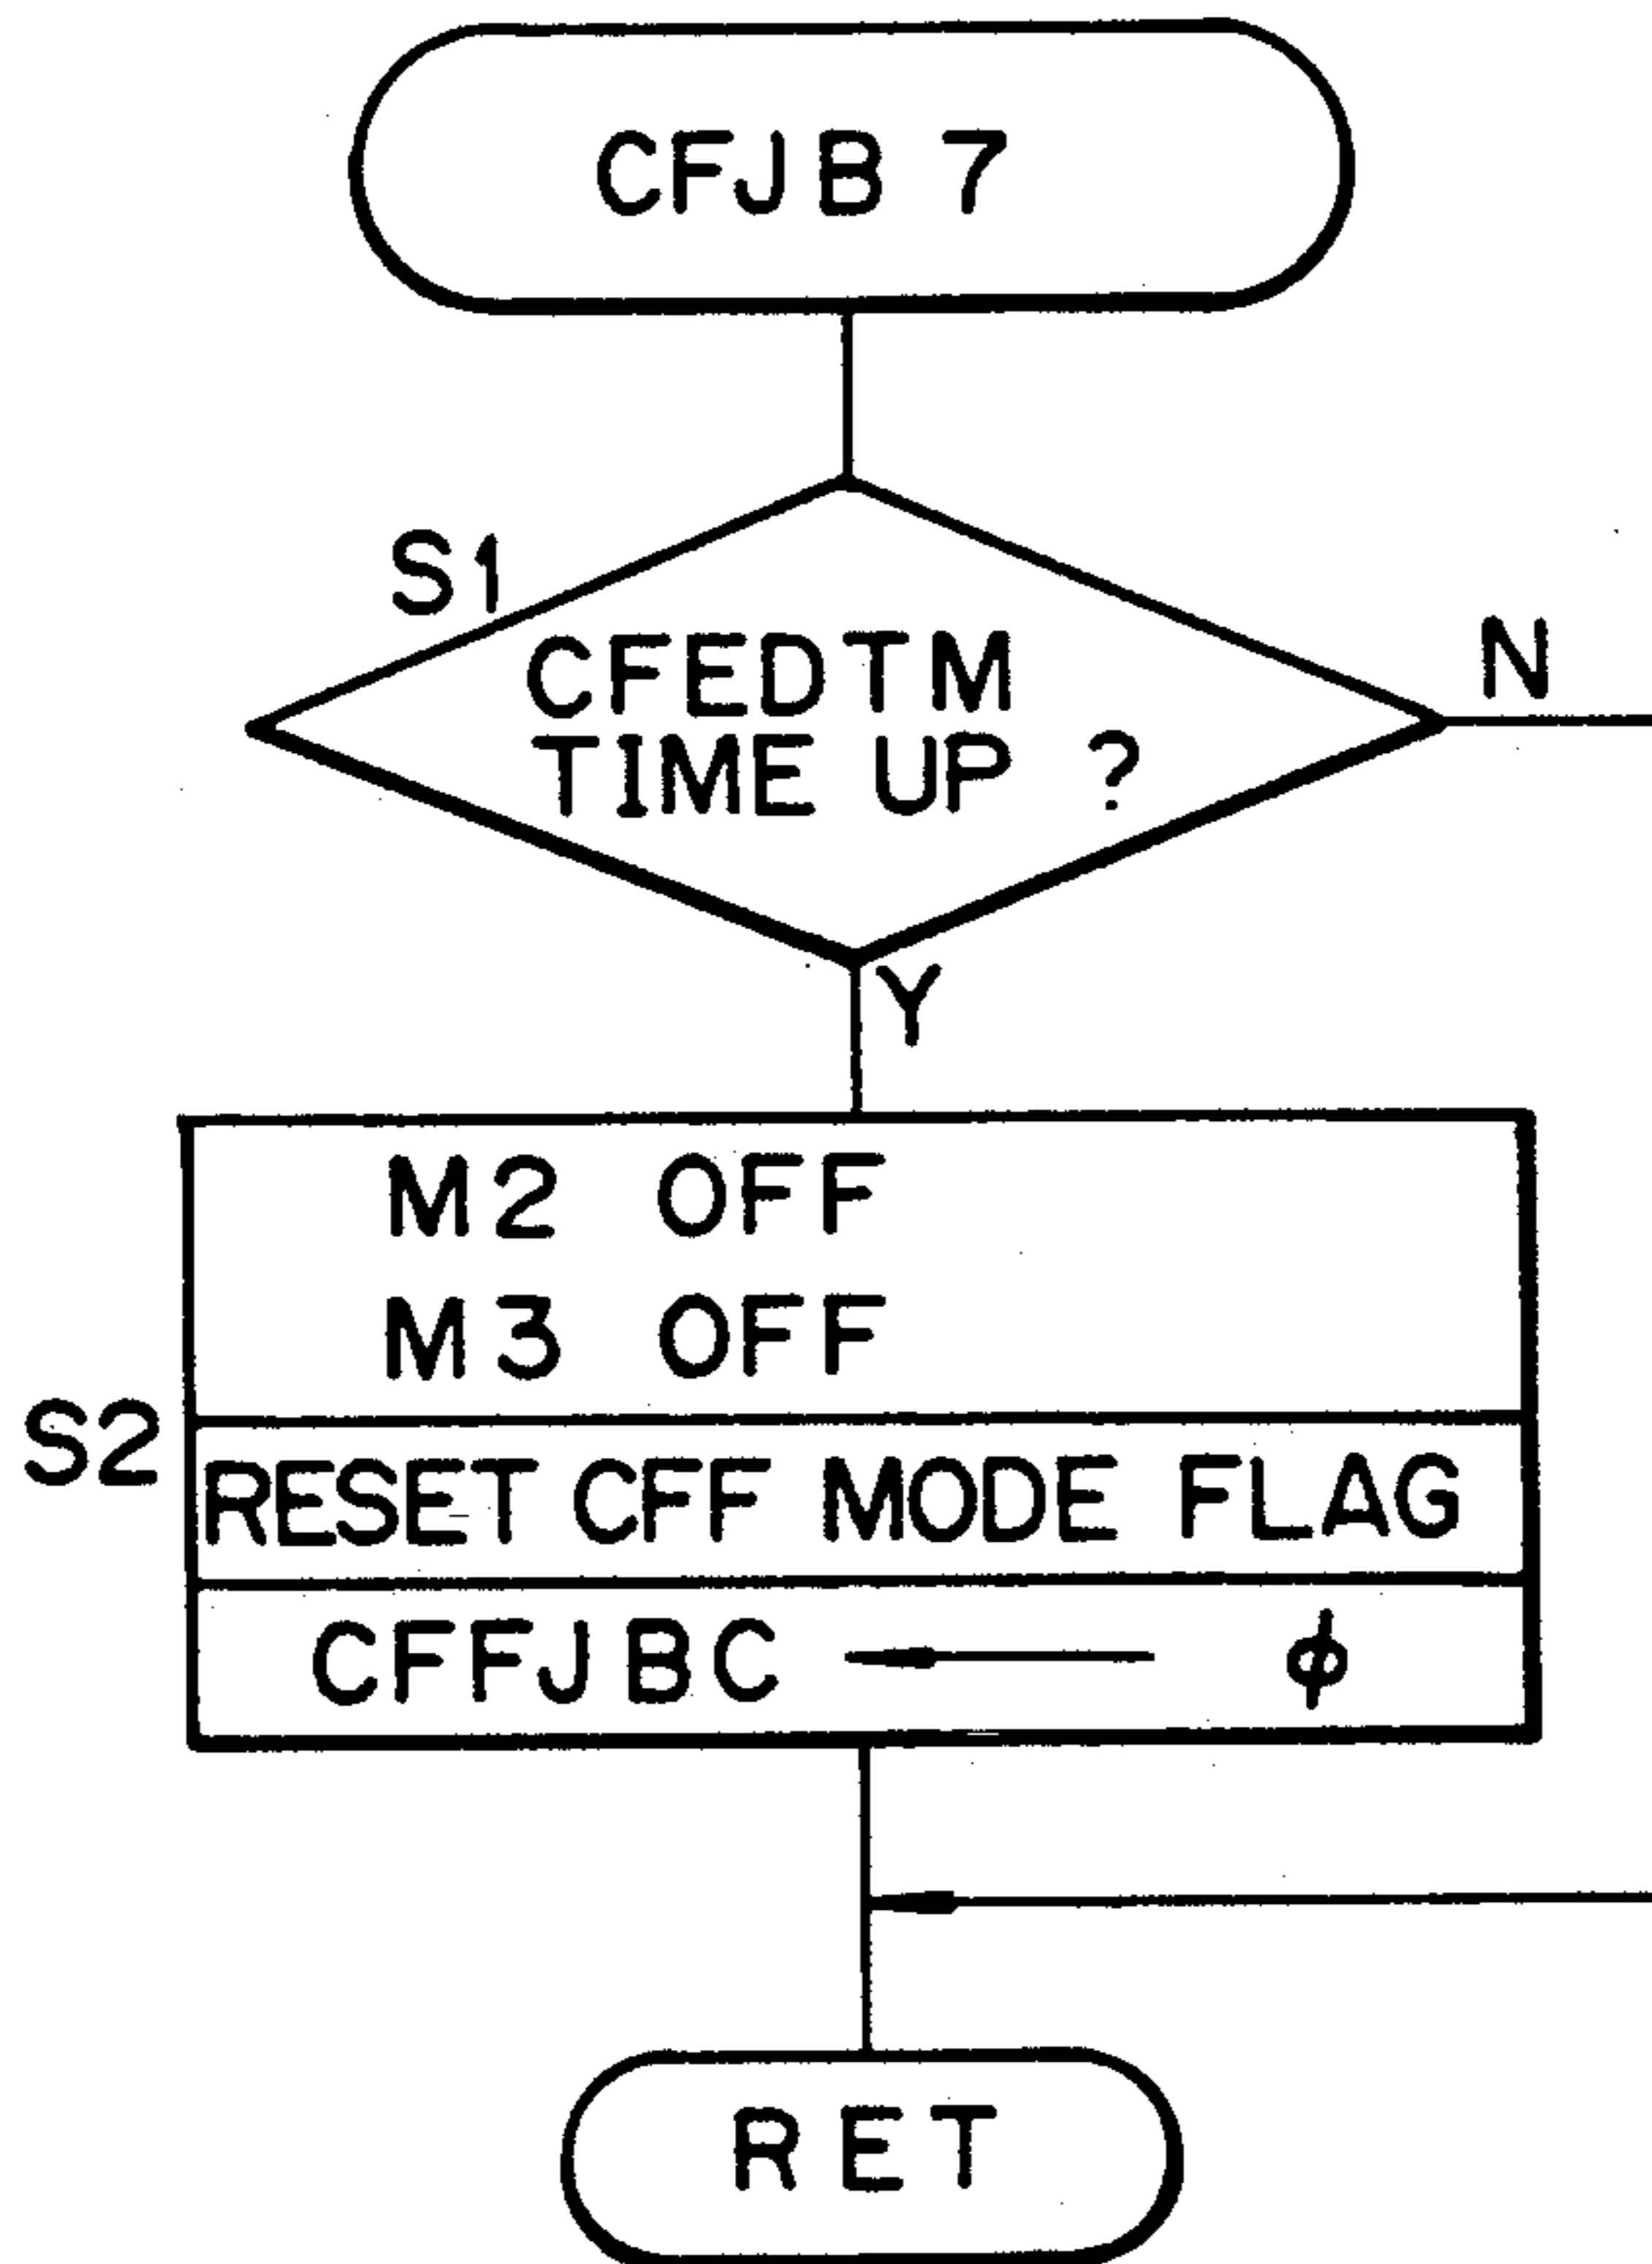 CFJB 7
S1
CFEDTM
TIME UP ?
N
Y
M2 OFF
M3 OFF
S2
RESET CFF MODE FLAG
CFFJBC ← φ
RET